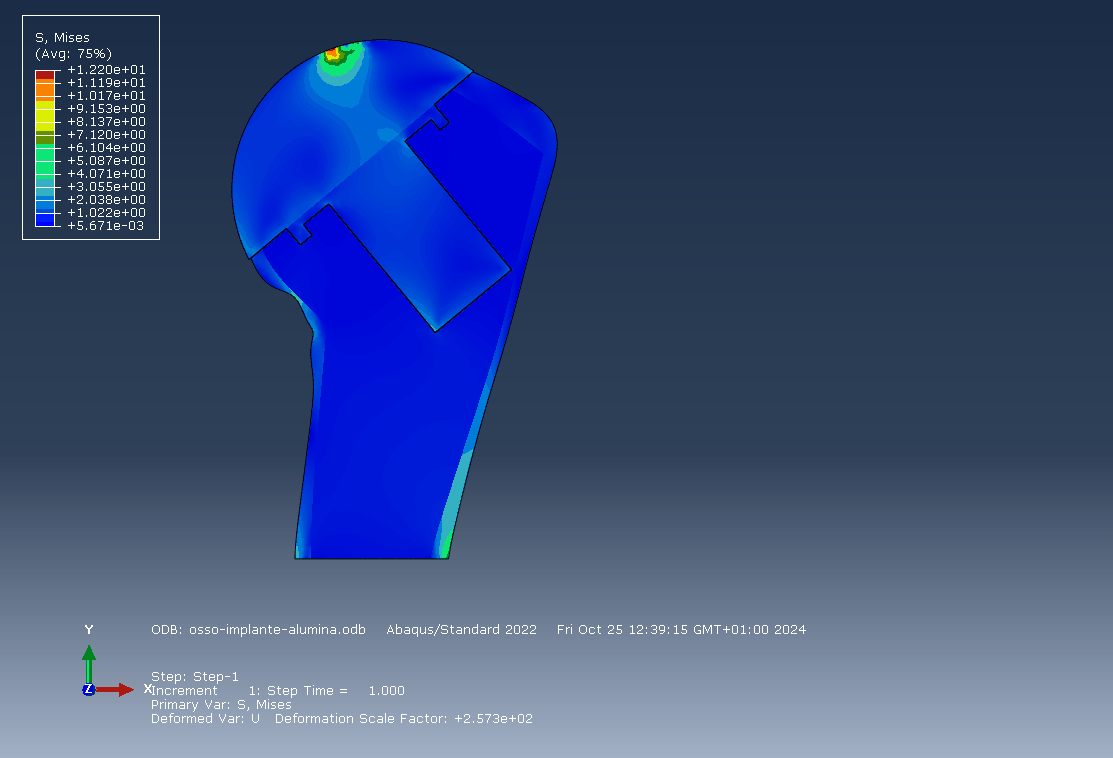 S, Mises
(Avg: 75%)
+1.220e+01
+1.119e+01
+1.017e+01
+9.153e+00
+8.137e+00
+7.120e+00
+6.104e+00
+5.087e+00
+4.071e+00
+3.055e+00
+2.038e+00
+1.022e+00
+5.671e-03
Y
Z
X
ODB: osso-implante-alumina.odb Abaqus/Standard 2022 Fri Oct 25 12:39:15 GMT+01:00 2024
Step: Step-1
Increment 1: Step Time = 1.000
Primary Var: S, Mises
Deformed Var: U Deformation Scale Factor: +2.573e+02